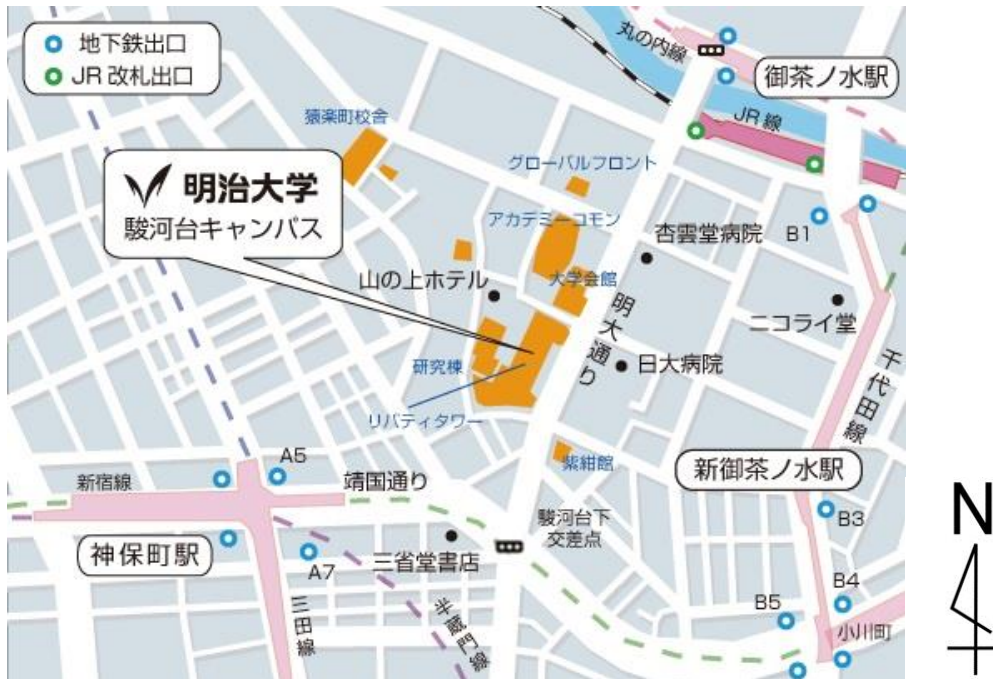 地下鉄出口
JR改札出口
丸の内線
御茶ノ水駅
JR線
猿楽町校舎
グローバルフロント
明治大学
駿河台キャンパス
アカデミーコモン
杏雲堂病院
B1
山の上ホテル
大学会館
明大通り
ニコライ堂
研究棟
日大病院
千代田線
リバティタワー
紫紺館
新御茶ノ水駅
A5
新宿線
靖国通り
駿河台下
交差点
B3
神保町駅
A7
三省堂書店
三田線
半蔵門線
B4
B5
小川町
N